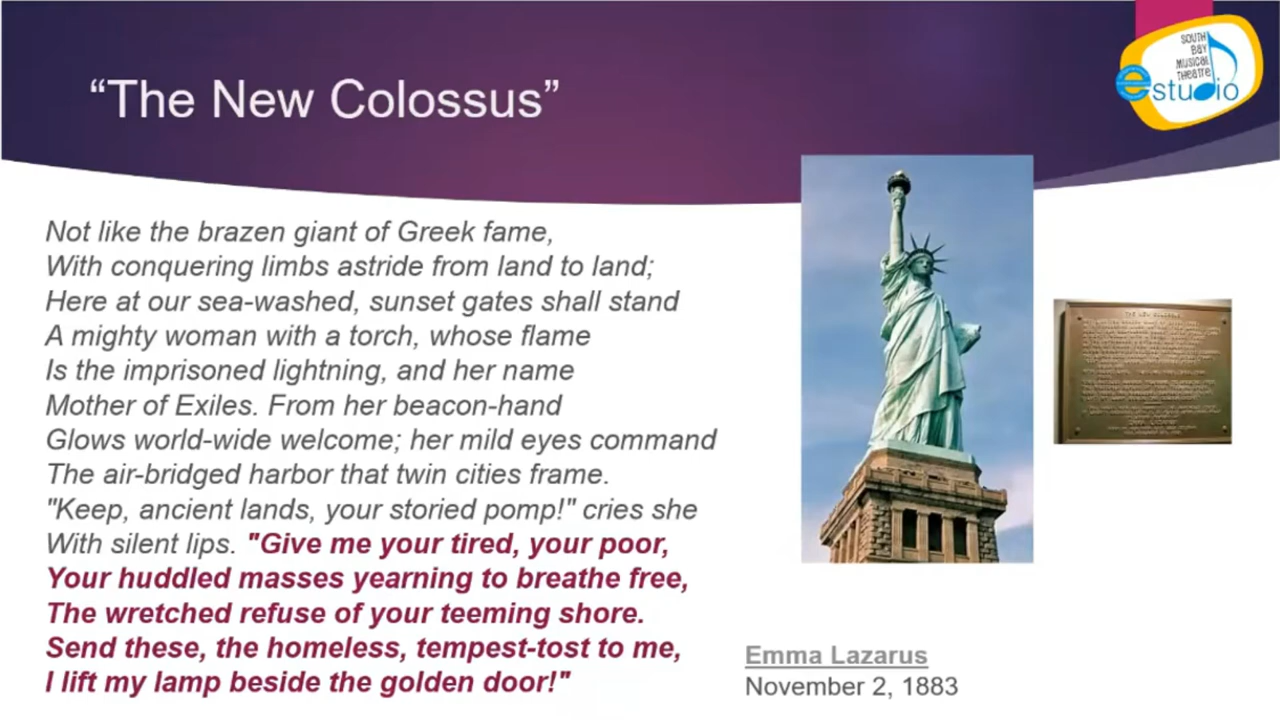 “The New Colossus”
SOUTH
BAY
MUSICAL
THEATRE
estudio
Not like the brazen giant of Greek fame,
With conquering limbs astride from land to land;
Here at our sea-washed, sunset gates shall stand
A mighty woman with a torch, whose flame
Is the imprisoned lightning, and her name
Mother of Exiles. From her beacon-hand
Glows world-wide welcome; her mild eyes command
The air-bridged harbor that twin cities frame.
"Keep, ancient lands, your storied pomp!" cries she
With silent lips. "Give me your tired, your poor,
Your huddled masses yearning to breathe free,
The wretched refuse of your teeming shore.
Send these, the homeless, tempest-tost to me,
I lift my lamp beside the golden door!"
THE NEW COLOSSUS
Emma Lazarus
November 2, 1883